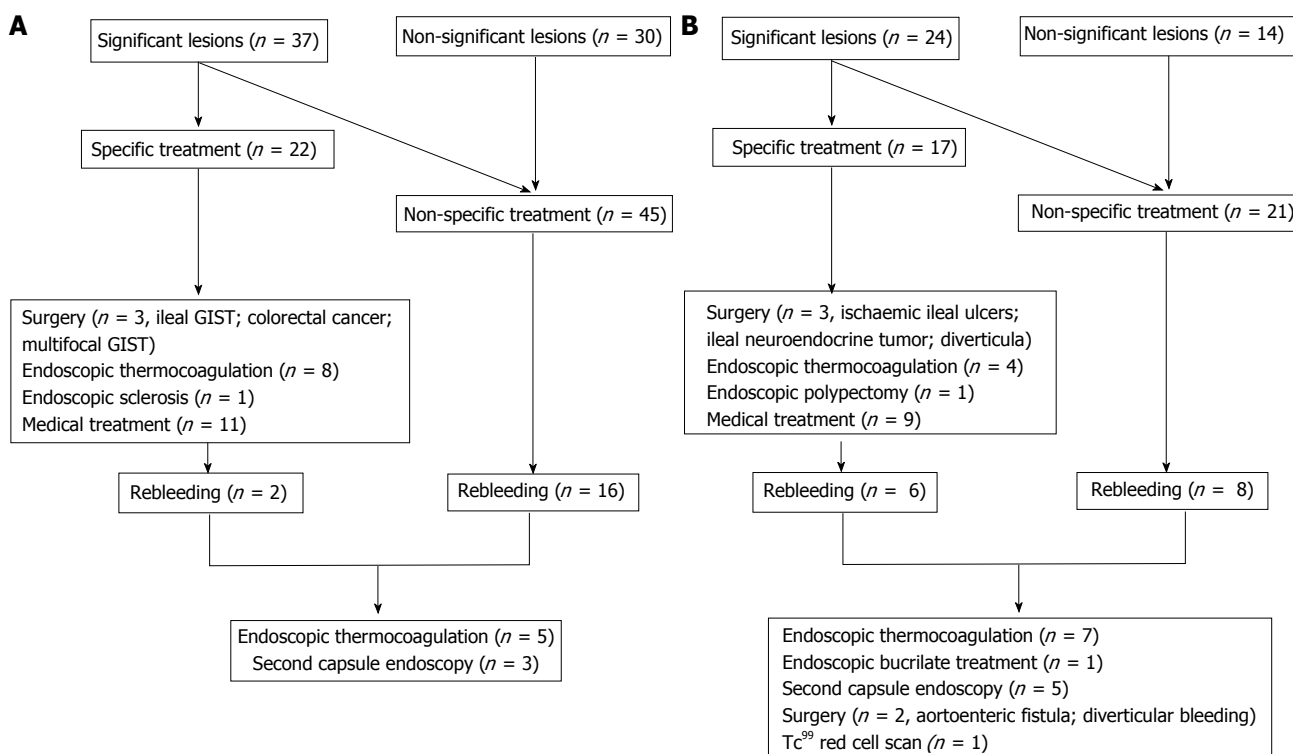 A
Significant lesions (n = 37)
Non-significant lesions (n = 30)
Specific treatment (n = 22)
Non-specific treatment (n = 45)
Surgery (n = 3, ileal GIST; colorectal cancer;
multifocal GIST)
Endoscopic thermocoagulation (n = 8)
Endoscopic sclerosis (n = 1)
Medical treatment (n = 11)
Rebleeding (n = 2)
Rebleeding (n = 16)
Endoscopic thermocoagulation (n = 5)
Second capsule endoscopy (n = 3)
B
Significant lesions (n = 24)
Non-significant lesions (n = 14)
Specific treatment (n = 17)
Non-specific treatment (n = 21)
Surgery (n = 3, ischaemic ileal ulcers;
ileal neuroendocrine tumor; diverticula)
Endoscopic thermocoagulation (n = 4)
Endoscopic polypectomy (n = 1)
Medical treatment (n = 9)
Rebleeding (n = 6)
Rebleeding (n = 8)
Endoscopic thermocoagulation (n = 7)
Endoscopic bucrilate treatment (n = 1)
Second capsule endoscopy (n = 5)
Surgery (n = 2, aortoenteric fistula; diverticular bleeding)
Tc⁹⁹ red cell scan (n = 1)